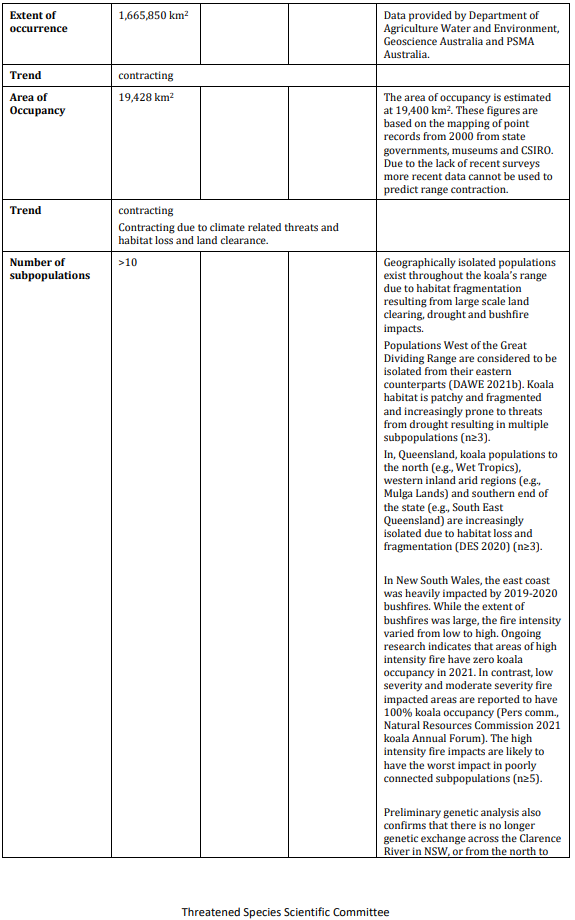 Extent of
occurrence
1,665,850 km²
Data provided by Department of
Agriculture Water and Environment,
Geoscience Australia and PSMA
Australia.
Trend
contracting
Area of
Occupancy
19,428 km²
The area of occupancy is estimated
at 19,400 km². These figures are
based on the mapping of point
records from 2000 from state
governments, museums and CSIRO.
Due to the lack of recent surveys
more recent data cannot be used to
predict range contraction.
Trend
contracting
Contracting due to climate related threats and
habitat loss and land clearance.
Number of
subpopulations
>10
Geographically isolated populations
exist throughout the koala's range
due to habitat fragmentation
resulting from large scale land
clearing, drought and bushfire
impacts.
Populations West of the Great
Dividing Range are considered to be
isolated from their eastern
counterparts (DAWE 2021b). Koala
habitat is patchy and fragmented
and increasingly prone to threats
from drought resulting in multiple
subpopulations (n≥3).
In, Queensland, koala populations to
the north (e.g., Wet Tropics),
western inland arid regions (e.g.,
Mulga Lands) and southern end of
the state (e.g., South East
Queensland) are increasingly
isolated due to habitat loss and
fragmentation (DES 2020) (n≥3).
In New South Wales, the east coast
was heavily impacted by 2019-2020
bushfires. While the extent of
bushfires was large, the fire intensity
varied from low to high. Ongoing
research indicates that areas of high
intensity fire have zero koala
occupancy in 2021. In contrast, low
severity and moderate severity fire
impacted areas are reported to have
100% koala occupancy (Pers comm.,
Natural Resources Commission 2021
koala Annual Forum). The high
intensity fire impacts are likely to
have the worst impact in poorly
connected subpopulations (n≥5).
Preliminary genetic analysis also
confirms that there is no longer
genetic exchange across the Clarence
River in NSW, or from the north to
Threatened Species Scientific Committee